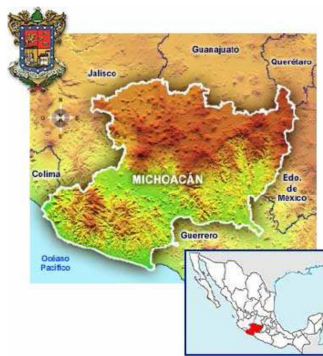 Guanajuato
Querétaro
Jalisco
Colima
MICHOACÁN
Edo.
de
México
Guerrero
Océano
Pacífico